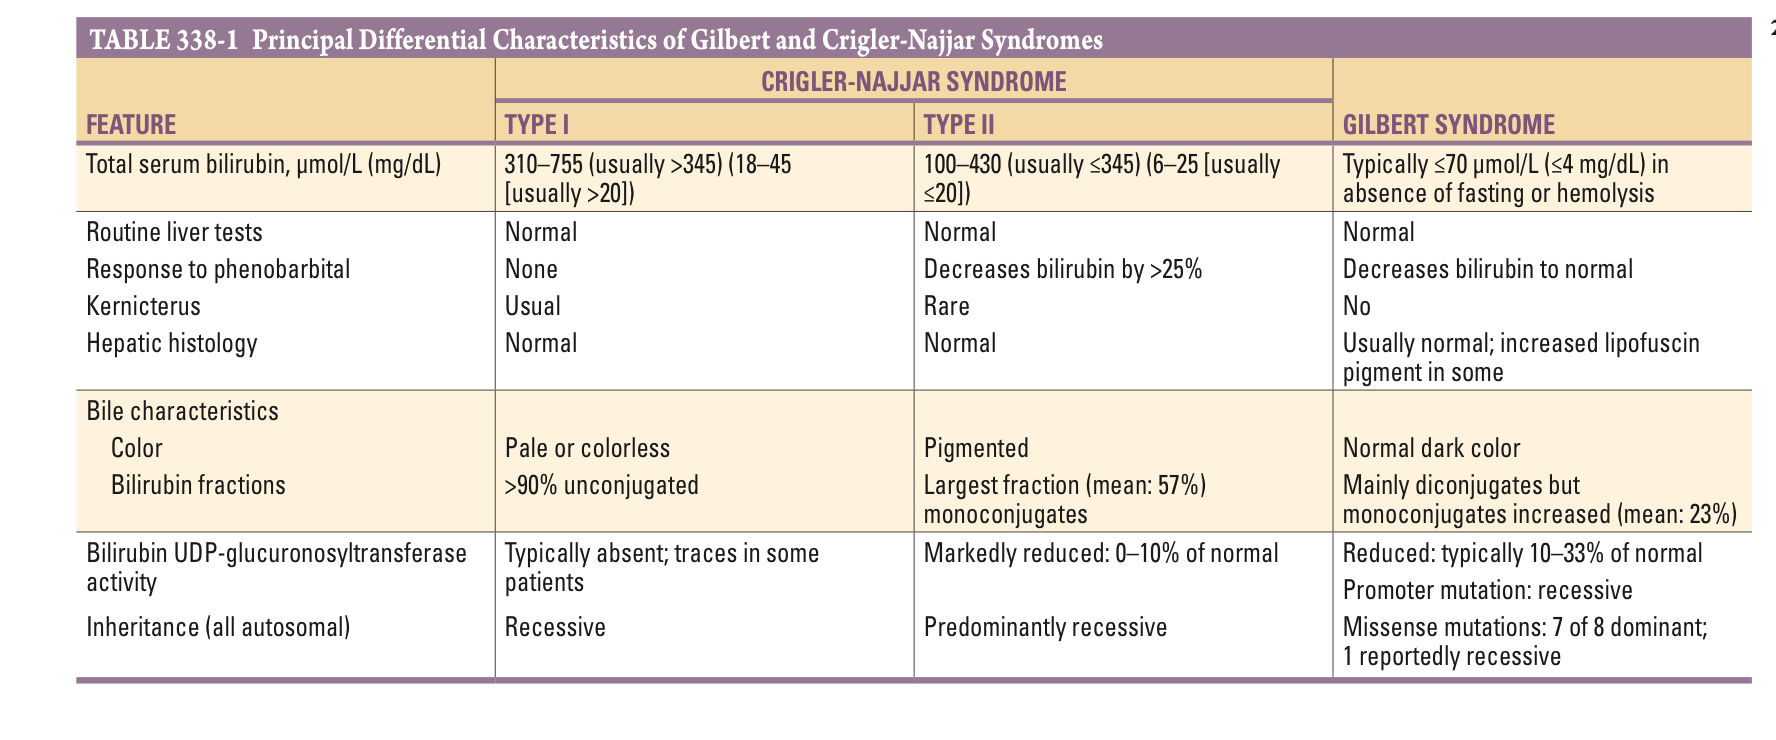 TABLE 338-1 Principal Differential Characteristics of Gilbert and Crigler-Najjar Syndromes
CRIGLER-NAJJAR SYNDROME
FEATURE TYPE I TYPE II GILBERT SYNDROME
Total serum bilirubin, μmol/L (mg/dL) 310–755 (usually >345) (18–45 100–430 (usually ≤345) (6–25 [usually Typically ≤70 μmol/L (≤4 mg/dL) in
[usually >20]) ≤20]) absence of fasting or hemolysis
Routine liver tests Normal Normal Normal
Response to phenobarbital None Decreases bilirubin by >25% Decreases bilirubin to normal
Kernicterus Usual Rare No
Hepatic histology Normal Normal Usually normal; increased lipofuscin
pigment in some
Bile characteristics
Color Pale or colorless Pigmented Normal dark color
Bilirubin fractions >90% unconjugated Largest fraction (mean: 57%) Mainly diconjugates but
monoconjugates monoconjugates increased (mean: 23%)
Bilirubin UDP-glucuronosyltransferase Typically absent; traces in some Markedly reduced: 0–10% of normal Reduced: typically 10–33% of normal
activity patients
Promoter mutation: recessive
Inheritance (all autosomal) Recessive Predominantly recessive Missense mutations: 7 of 8 dominant;
1 reportedly recessive